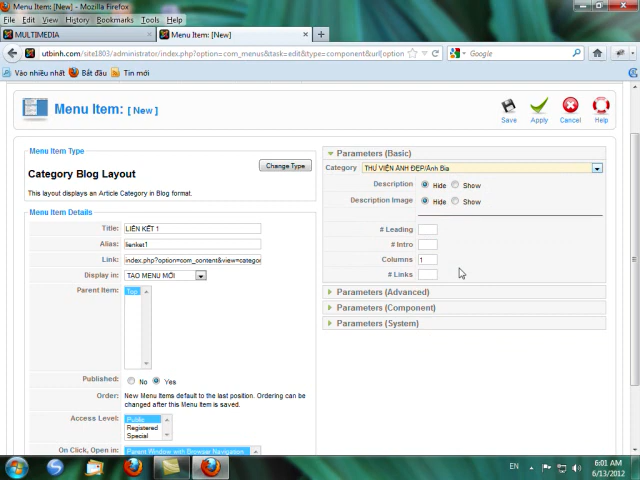 Menu Item: [New] - Mozilla Firefox
File Edit View History Bookmarks Tools Help
MULTIMEDIA
Menu Item: [New]
utbinh.com/site1803/administrator/index.php?option=com_menus&task=edit&type=component&url[option
Google
Vào nhiều nhất Bắt đầu Tin mới
Menu Item: [ New ]
Save Apply Cancel Help
Menu Item Type
Change Type
Category Blog Layout
This layout displays an Article Category in Blog format.
Menu Item Details
Title: LIÊN KẾT 1
Alias: lienket1
Link: index.php?option=com_content&view=categor
Display in: TẠO MENU MỚI
Parent Item: Top
Published: No Yes
Order: New Menu Items default to the last position. Ordering can
be changed after this Menu Item is saved.
Access Level: Public
Registered
Special
On Click, Open in: Parent Window with Browser Navigation
Parameters (Basic)
Category THƯ VIỆN ẢNH ĐẸP/Ảnh Bìa
Description Hide Show
Description Image Hide Show
# Leading
# Intro
Columns 1
# Links
Parameters (Advanced)
Parameters (Component)
Parameters (System)
EN
6:01 AM
6/13/2012